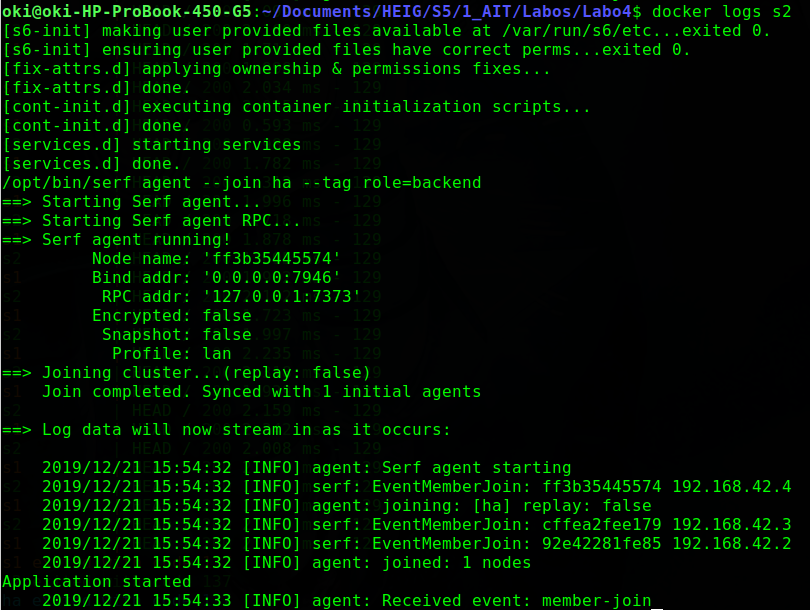 oki@oki-HP-ProBook-450-G5:~/Documents/HEIG/S5/1_AIT/Labos/Labo4$ docker logs s2
[s6-init] making user provided files available at /var/run/s6/etc...exited 0.
[s6-init] ensuring user provided files have correct perms...exited 0.
[fix-attrs.d] applying ownership & permissions fixes...
[fix-attrs.d] done.
[cont-init.d] executing container initialization scripts...
[cont-init.d] done.
[services.d] starting services
[services.d] done.
/opt/bin/serf agent --join ha --tag role=backend
==> Starting Serf agent...
==> Starting Serf agent RPC...
==> Serf agent running!
         Node name: 'ff3b35445574'
         Bind addr: '0.0.0.0:7946'
          RPC addr: '127.0.0.1:7373'
         Encrypted: false
          Snapshot: false
           Profile: lan
==> Joining cluster...(replay: false)
    Join completed. Synced with 1 initial agents
==> Log data will now stream in as it occurs:
    2019/12/21 15:54:32 [INFO] agent: Serf agent starting
    2019/12/21 15:54:32 [INFO] serf: EventMemberJoin: ff3b35445574 192.168.42.4
    2019/12/21 15:54:32 [INFO] agent: joining: [ha] replay: false
    2019/12/21 15:54:32 [INFO] serf: EventMemberJoin: cffea2fee179 192.168.42.3
    2019/12/21 15:54:32 [INFO] serf: EventMemberJoin: 92e42281fe85 192.168.42.2
    2019/12/21 15:54:32 [INFO] agent: joined: 1 nodes
Application started
    2019/12/21 15:54:33 [INFO] agent: Received event: member-join